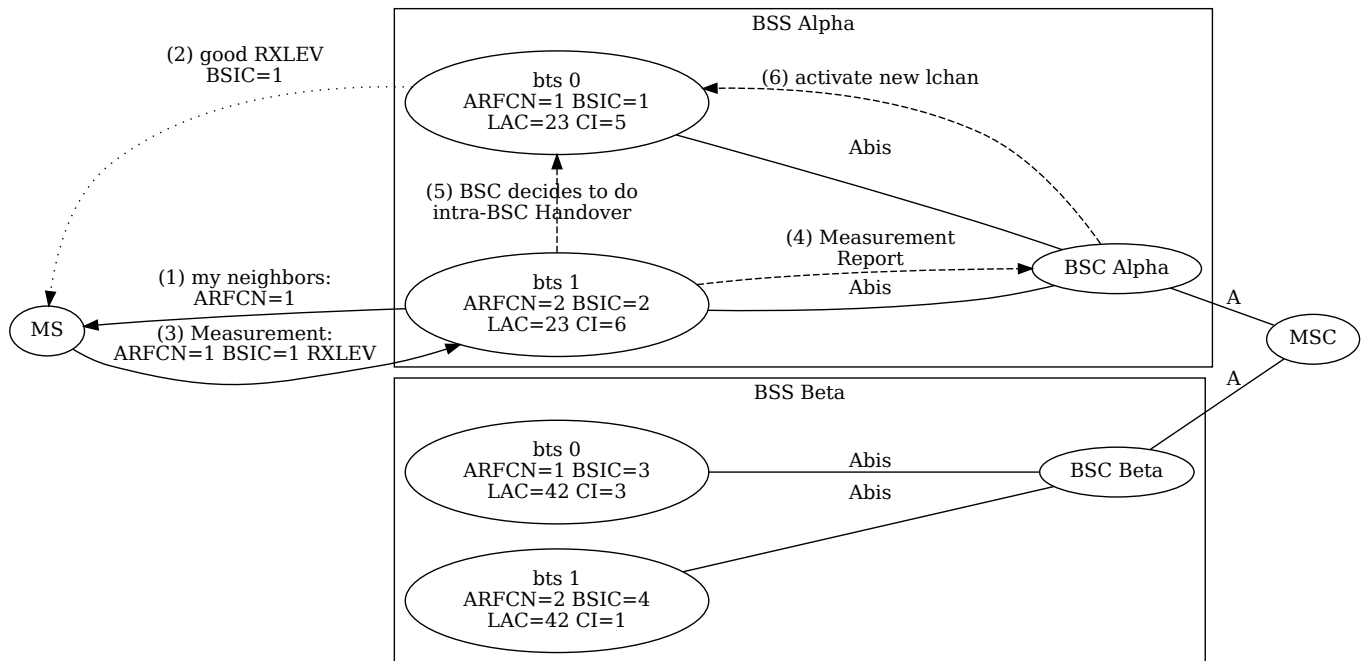 BSS Alpha
(2) good RXLEV
BSIC=1
bts 0
ARFCN=1 BSIC=1
LAC=23 CI=5
(6) activate new lchan
Abis
(5) BSC decides to do
intra-BSC Handover
(4) Measurement
Report
BSC Alpha
(1) my neighbors:
ARFCN=1
bts 1
ARFCN=2 BSIC=2
LAC=23 CI=6
Abis
A
MS
(3) Measurement:
ARFCN=1 BSIC=1 RXLEV
MSC
A
BSS Beta
bts 0
ARFCN=1 BSIC=3
LAC=42 CI=3
Abis
BSC Beta
Abis
bts 1
ARFCN=2 BSIC=4
LAC=42 CI=1